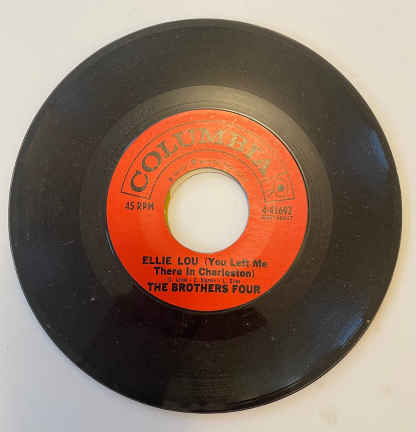 COLUMBIA
45 RPM
4-41692
ELLIE LOU (You Left Me
There in Charleston)
THE BROTHERS FOUR